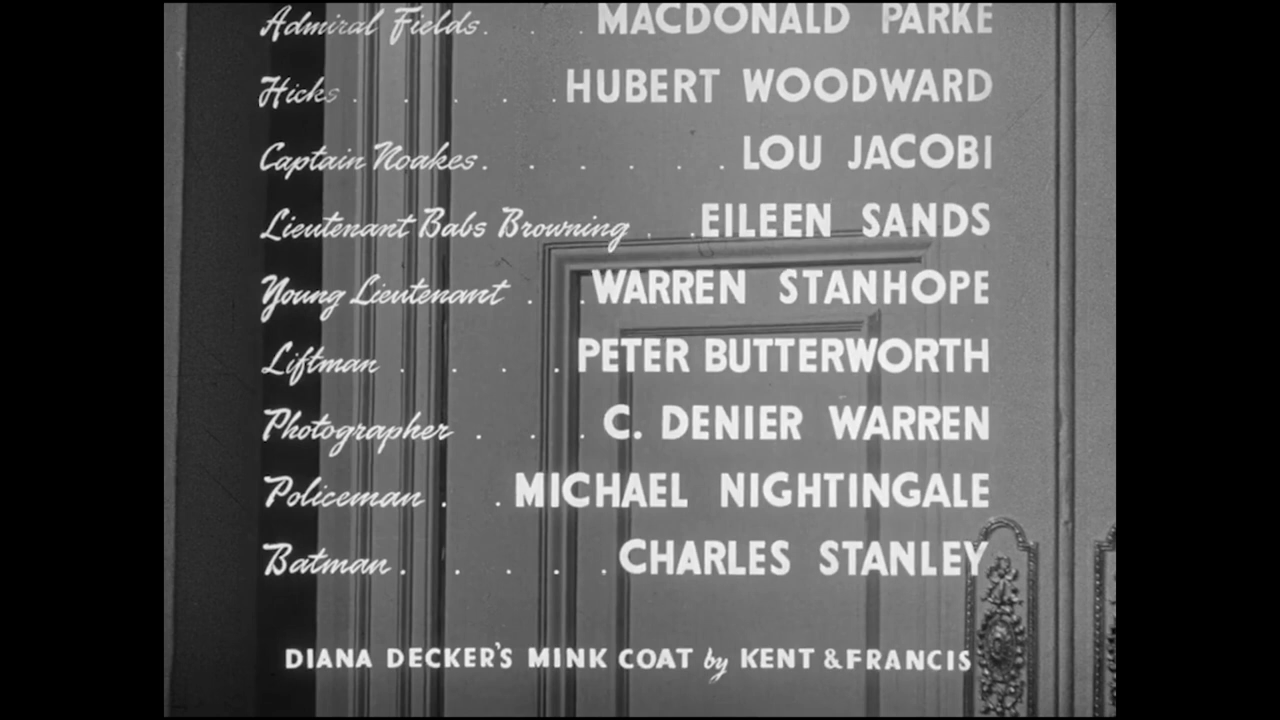 Admiral Fields. . . MACDONALD PARKE
Hicks . . . . .HUBERT WOODWARD
Captain Noakes. . . . . .LOU JACOBI
Lieutenant Babs Browning . .EILEEN SANDS
Young Lieutenant . .WARREN STANHOPE
Liftman . . . .PETER BUTTERWORTH
Photographer . . .C. DENIER WARREN
Policeman . .MICHAEL NIGHTINGALE
Batman. . . . .CHARLES STANLEY
DIANA DECKER'S MINK COAT by KENT & FRANCIS